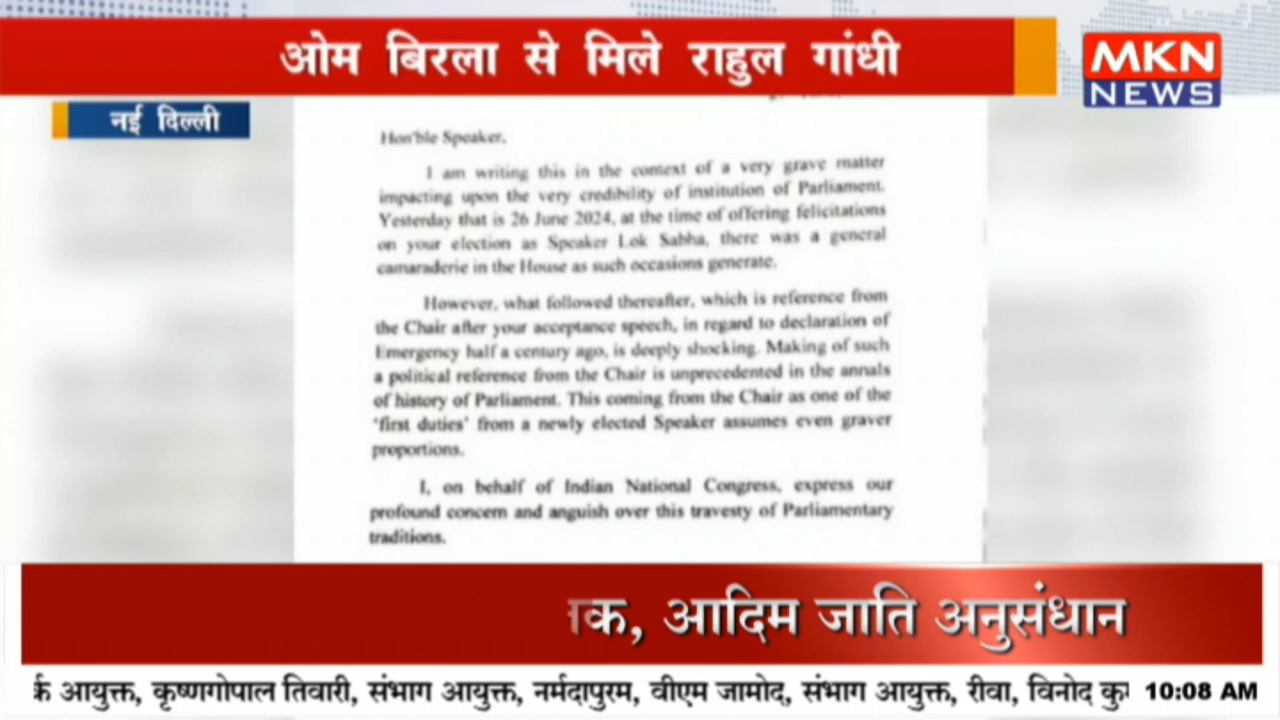 ओम बिरला से मिले राहुल गांधी
MKN
NEWS
नई दिल्ली
Hon'ble Speaker,
I am writing this in the context of a very grave matter
impacting upon the very credibility of institution of Parliament.
Yesterday that is 26 June 2024, at the time of offering felicitations
on your election as Speaker Lok Sabha, there was a general
camaraderie in the House as such occasions generate.
However, what followed thereafter, which is reference from
the Chair after your acceptance speech, in regard to declaration of
Emergency half a century ago, is deeply shocking. Making of such
a political reference from the Chair is unprecedented in the annals
of history of Parliament. This coming from the Chair as one of the
'first duties' from a newly elected Speaker assumes even graver
proportions.
I, on behalf of Indian National Congress, express our
profound concern and anguish over this travesty of Parliamentary
traditions.
क, आदिम जाति अनुसंधान
आयुक्त, कृष्णगोपाल तिवारी, संभाग आयुक्त, नर्मदापुरम, वीएम जामोद, संभाग आयुक्त, रीवा, विनोद 10:08 AM